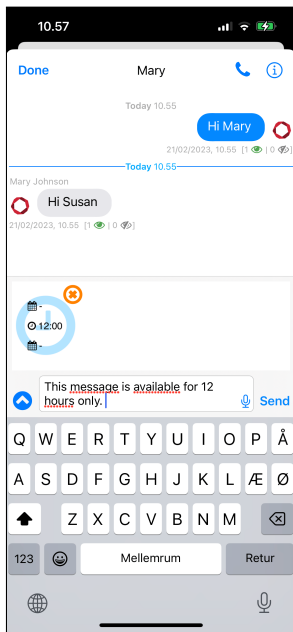 10.57
Done
Mary
Today 10.55
Hi Mary
21/02/2023, 10.55 [1 | 0 ]
Today 10.55
Mary Johnson
Hi Susan
21/02/2023, 10.55 [1 | 0 ]
-
12:00
-
This message is available for 12
hours only.
Send
Q W E R T Y U I O P Å
A S D F G H J K L Æ Ø
Z X C V B N M
123
Mellemrum
Retur